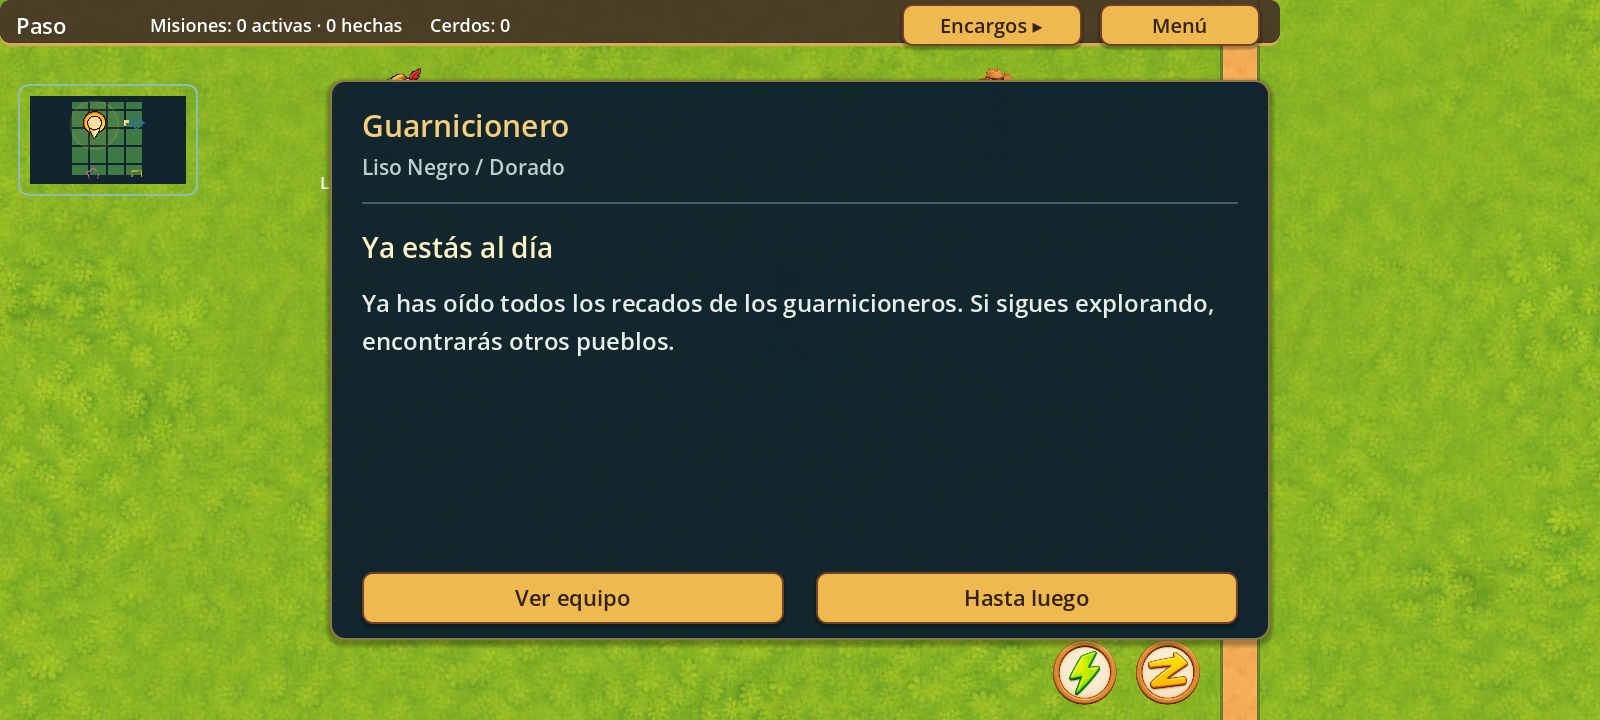 Paso
Misiones: 0 activas · 0 hechas
Cerdos: 0
Encargos ▸
Menú
L
Guarnicionero
Liso Negro / Dorado
Ya estás al día
Ya has oído todos los recados de los guarnicioneros. Si sigues explorando,
encontrarás otros pueblos.
Ver equipo
Hasta luego